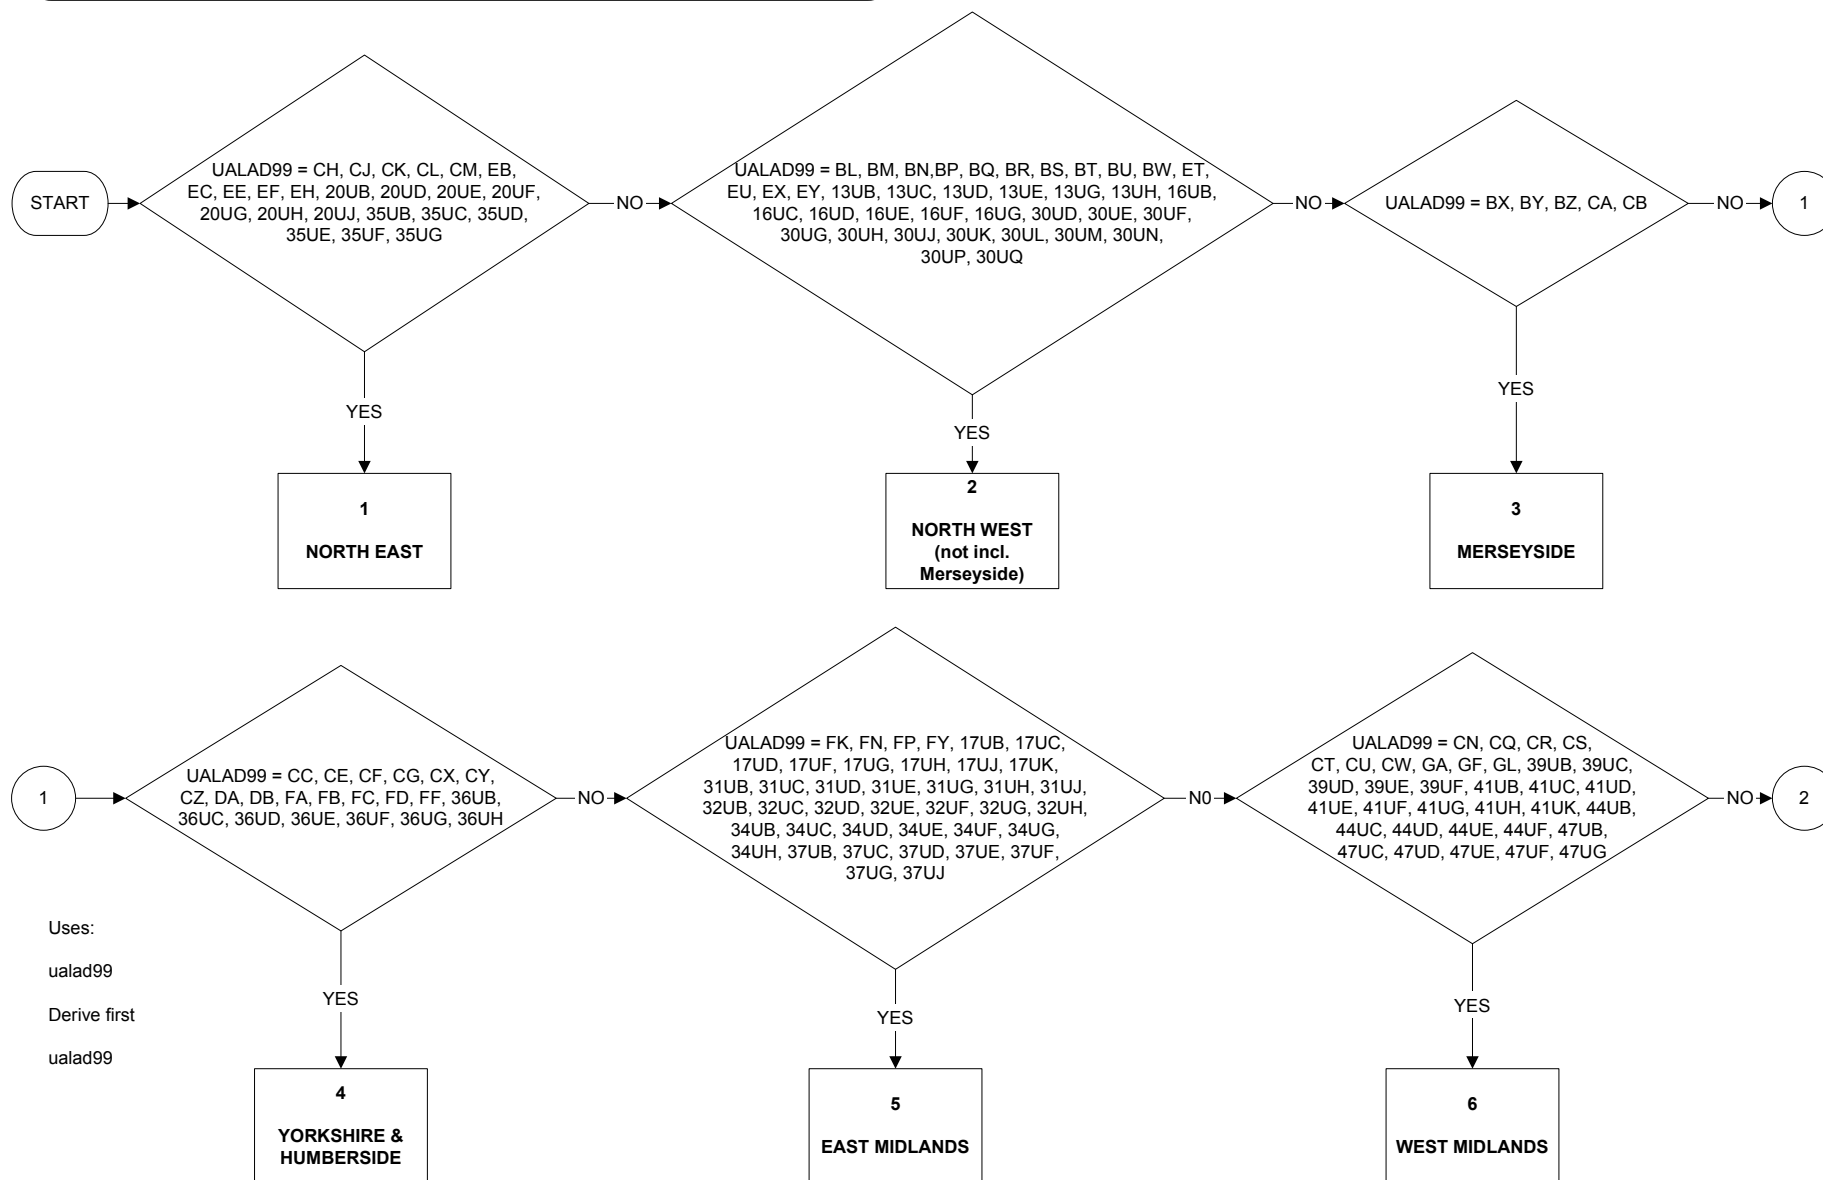 START
UALAD99 = CH, CJ, CK, CL, CM, EB,
EC, EE, EF, EH, 20UB, 20UD, 20UE, 20UF,
20UG, 20UH, 20UJ, 35UB, 35UC, 35UD,
35UE, 35UF, 35UG
NO
UALAD99 = BL, BM, BN,BP, BQ, BR, BS, BT, BU, BW, ET,
EU, EX, EY, 13UB, 13UC, 13UD, 13UE, 13UG, 13UH, 16UB,
16UC, 16UD, 16UE, 16UF, 16UG, 30UD, 30UE, 30UF,
30UG, 30UH, 30UJ, 30UK, 30UL, 30UM, 30UN,
30UP, 30UQ
NO
UALAD99 = BX, BY, BZ, CA, CB
NO
1
YES
YES
YES
1
NORTH EAST
2
NORTH WEST
(not incl.
Merseyside)
3
MERSEYSIDE
1
UALAD99 = CC, CE, CF, CG, CX, CY,
CZ, DA, DB, FA, FB, FC, FD, FF, 36UB,
36UC, 36UD, 36UE, 36UF, 36UG, 36UH
NO
UALAD99 = FK, FN, FP, FY, 17UB, 17UC,
17UD, 17UF, 17UG, 17UH, 17UJ, 17UK,
31UB, 31UC, 31UD, 31UE, 31UG, 31UH, 31UJ,
32UB, 32UC, 32UD, 32UE, 32UF, 32UG, 32UH,
34UB, 34UC, 34UD, 34UE, 34UF, 34UG,
34UH, 37UB, 37UC, 37UD, 37UE, 37UF,
37UG, 37UJ
N0
UALAD99 = CN, CQ, CR, CS,
CT, CU, CW, GA, GF, GL, 39UB, 39UC,
39UD, 39UE, 39UF, 41UB, 41UC, 41UD,
41UE, 41UF, 41UG, 41UH, 41UK, 44UB,
44UC, 44UD, 44UE, 44UF, 47UB,
47UC, 47UD, 47UE, 47UF, 47UG
NO
2
Uses:
ualad99
Derive first
ualad99
YES
YES
YES
4
YORKSHIRE &
HUMBERSIDE
5
EAST MIDLANDS
6
WEST MIDLANDS